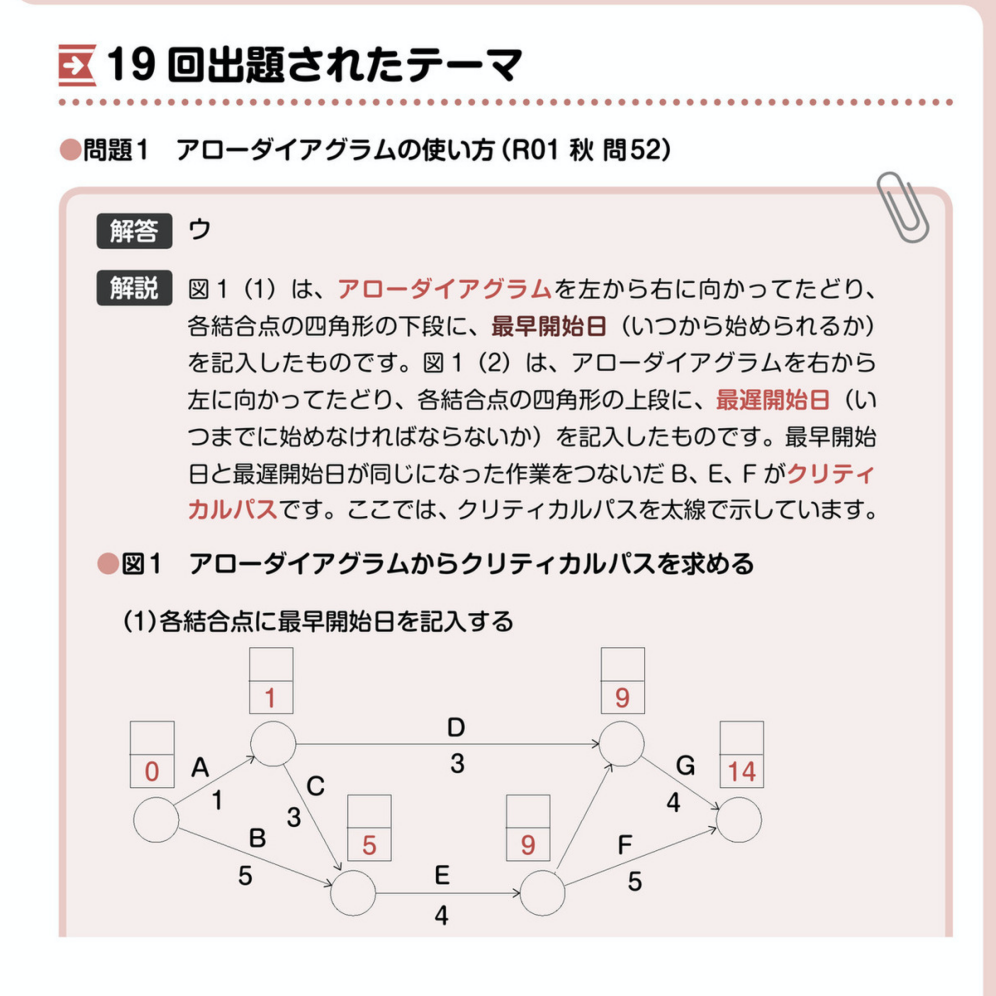 19回出題されたテーマ
●問題1　アローダイアグラムの使い方（R01 秋 問52）
解答　ウ
解説　図1（1）は、アローダイアグラムを左から右に向かってたどり、
各結合点の四角形の下段に、最早開始日（いつから始められるか）
を記入したものです。図1（2）は、アローダイアグラムを右から
左に向かってたどり、各結合点の四角形の上段に、最遅開始日（い
つまでに始めなければならないか）を記入したものです。最早開始
日と最遅開始日が同じになった作業をつないだB、E、Fがクリティ
カルパスです。ここでは、クリティカルパスを太線で示しています。
●図1　アローダイアグラムからクリティカルパスを求める
（1）各結合点に最早開始日を記入する
1
9
0
A
1
D
3
G
4
14
C
3
B
5
5
E
4
9
F
5